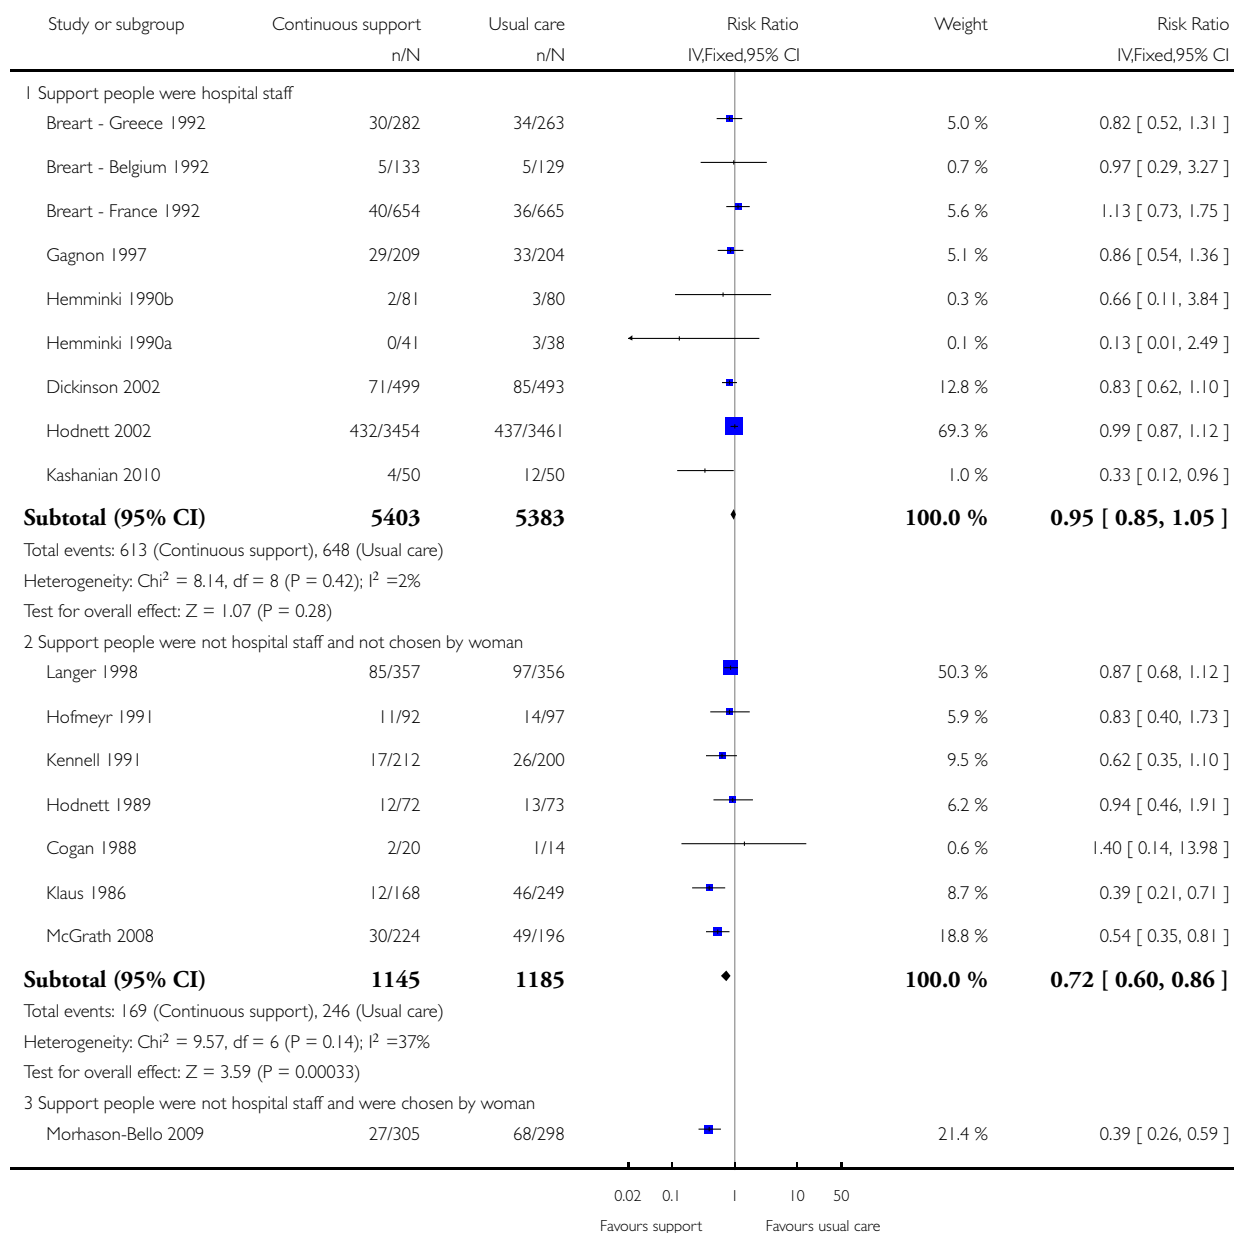 Study or subgroup Continuous support Usual care Risk Ratio Weight Risk Ratio
n/N n/N IV,Fixed,95% CI IV,Fixed,95% CI
1 Support people were hospital staff
Breart - Greece 1992 30/282 34/263 5.0 % 0.82 [ 0.52, 1.31 ]
Breart - Belgium 1992 5/133 5/129 0.7 % 0.97 [ 0.29, 3.27 ]
Breart - France 1992 40/654 36/665 5.6 % 1.13 [ 0.73, 1.75 ]
Gagnon 1997 29/209 33/204 5.1 % 0.86 [ 0.54, 1.36 ]
Hemminki 1990b 2/81 3/80 0.3 % 0.66 [ 0.11, 3.84 ]
Hemminki 1990a 0/41 3/38 0.1 % 0.13 [ 0.01, 2.49 ]
Dickinson 2002 71/499 85/493 12.8 % 0.83 [ 0.62, 1.10 ]
Hodnett 2002 432/3454 437/3461 69.3 % 0.99 [ 0.87, 1.12 ]
Kashanian 2010 4/50 12/50 1.0 % 0.33 [ 0.12, 0.96 ]
Subtotal (95% CI) 5403 5383 100.0 % 0.95 [ 0.85, 1.05 ]
Total events: 613 (Continuous support), 648 (Usual care)
Heterogeneity: Chi² = 8.14, df = 8 (P = 0.42); I² =2%
Test for overall effect: Z = 1.07 (P = 0.28)
2 Support people were not hospital staff and not chosen by woman
Langer 1998 85/357 97/356 50.3 % 0.87 [ 0.68, 1.12 ]
Hofmeyr 1991 11/92 14/97 5.9 % 0.83 [ 0.40, 1.73 ]
Kennell 1991 17/212 26/200 9.5 % 0.62 [ 0.35, 1.10 ]
Hodnett 1989 12/72 13/73 6.2 % 0.94 [ 0.46, 1.91 ]
Cogan 1988 2/20 1/14 0.6 % 1.40 [ 0.14, 13.98 ]
Klaus 1986 12/168 46/249 8.7 % 0.39 [ 0.21, 0.71 ]
McGrath 2008 30/224 49/196 18.8 % 0.54 [ 0.35, 0.81 ]
Subtotal (95% CI) 1145 1185 100.0 % 0.72 [ 0.60, 0.86 ]
Total events: 169 (Continuous support), 246 (Usual care)
Heterogeneity: Chi² = 9.57, df = 6 (P = 0.14); I² =37%
Test for overall effect: Z = 3.59 (P = 0.00033)
3 Support people were not hospital staff and were chosen by woman
Morhason-Bello 2009 27/305 68/298 21.4 % 0.39 [ 0.26, 0.59 ]
0.02 0.1 1 10 50
Favours support Favours usual care